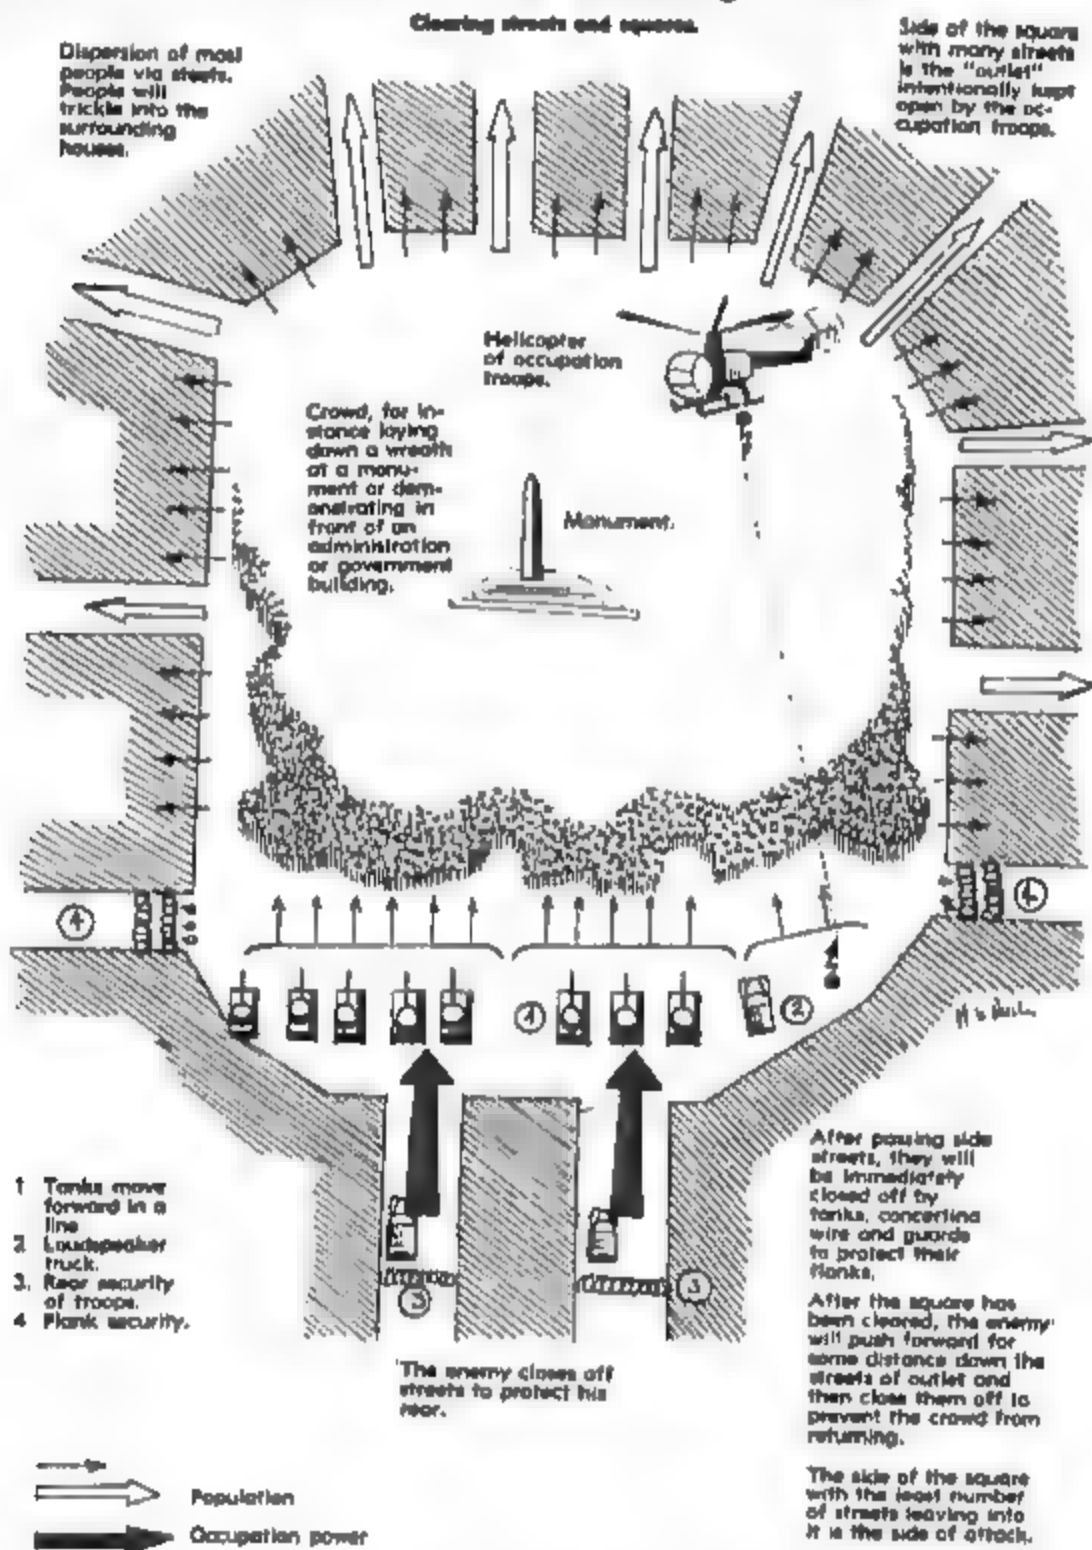 Clearing streets and squares.
Dispersion of most
people via streets.
People will
trickle into the
surrounding
houses.
Side of the square
with many streets
is the "outlet"
intentionally kept
open by the oc-
cupation troops.
Helicopter
of occupation
troops.
Crowd, for in-
stance laying
down a wreath
at a monu-
ment or dem-
onstrating in
front of an
administration
or government
building.
Monument.
4
4
1
2
3
3
1 Tanks move
forward in a
line
2 Loudspeaker
truck.
3. Rear security
of troops.
4 Flank security.
The enemy closes off
streets to protect his
rear.
After passing side
streets, they will
be immediately
closed off by
tanks, concertina
wire and guards
to protect their
flanks.
After the square has
been cleared, the enemy
will push forward for
some distance down the
streets of outlet and
then close them off to
prevent the crowd from
returning.
The side of the square
with the least number
of streets leaving into
it is the side of attack.
Population
Occupation power